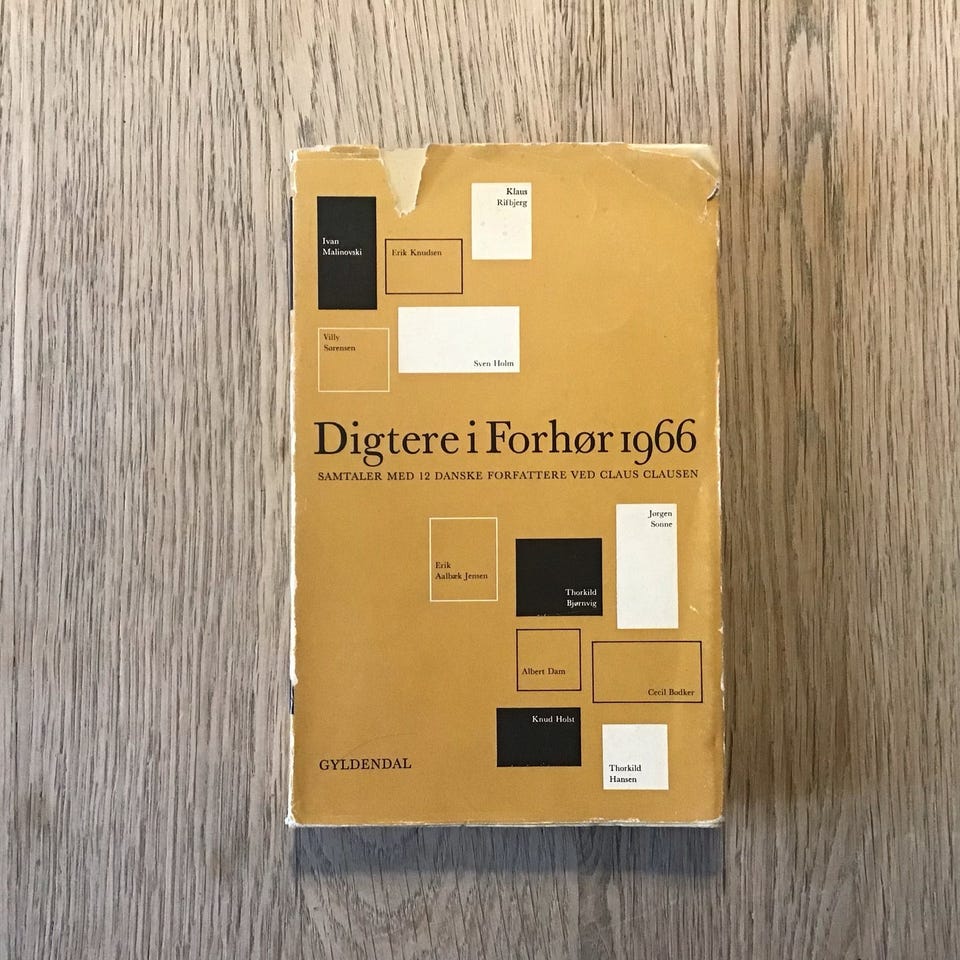 Klaus
Rifbjerg
Ivan
Malinovski
Erik Knudsen
Villy
Sørensen
Sven Holm
Digtere i Forhør 1966
SAMTALER MED 12 DANSKE FORFATTERE VED CLAUS CLAUSEN
Jørgen
Sonne
Erik
Aalbæk Jensen
Thorkild
Bjørnvig
Albert Dam
Cecil Bødker
Knud Holst
Thorkild
Hansen
GYLDENDAL